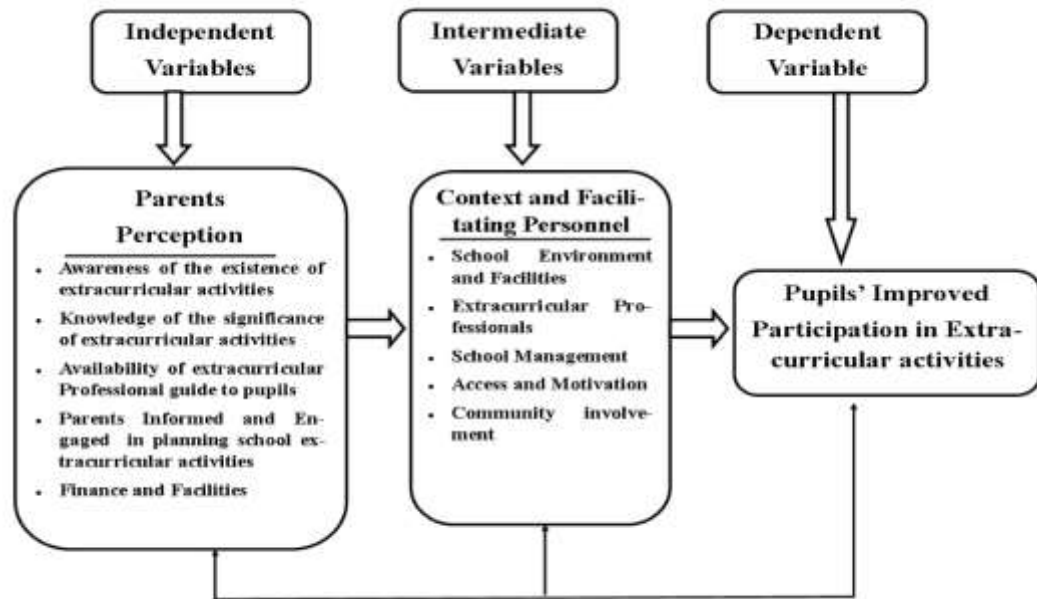 Independent
Variables
Intermediate
Variables
Dependent
Variable
Parents
Perception
• Awareness of the existence of
extracurricular activities
• Knowledge of the significance
of extracurricular activities
• Availability of extracurricular
Professional guide to pupils
• Parents Informed and En-
gaged in planning school ex-
tracurricular activities
• Finance and Facilities
Context and Facili-
tating Personnel
• School Environment
and Facilities
• Extracurricular Pro-
fessionals
• School Management
• Access and Motivation
• Community involve-
ment
Pupils’ Improved
Participation in Extra-
curricular activities